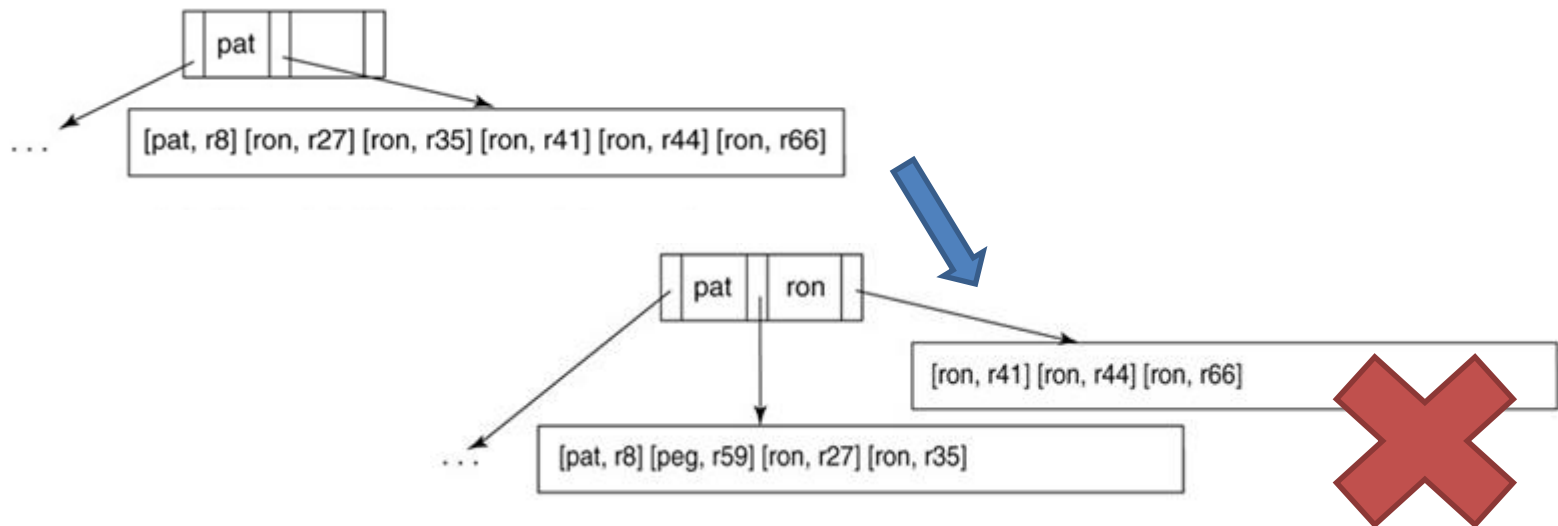 pat
...
[pat, r8] [ron, r27] [ron, r35] [ron, r41] [ron, r44] [ron, r66]
pat ron
[ron, r41] [ron, r44] [ron, r66]
...
[pat, r8] [peg, r59] [ron, r27] [ron, r35]